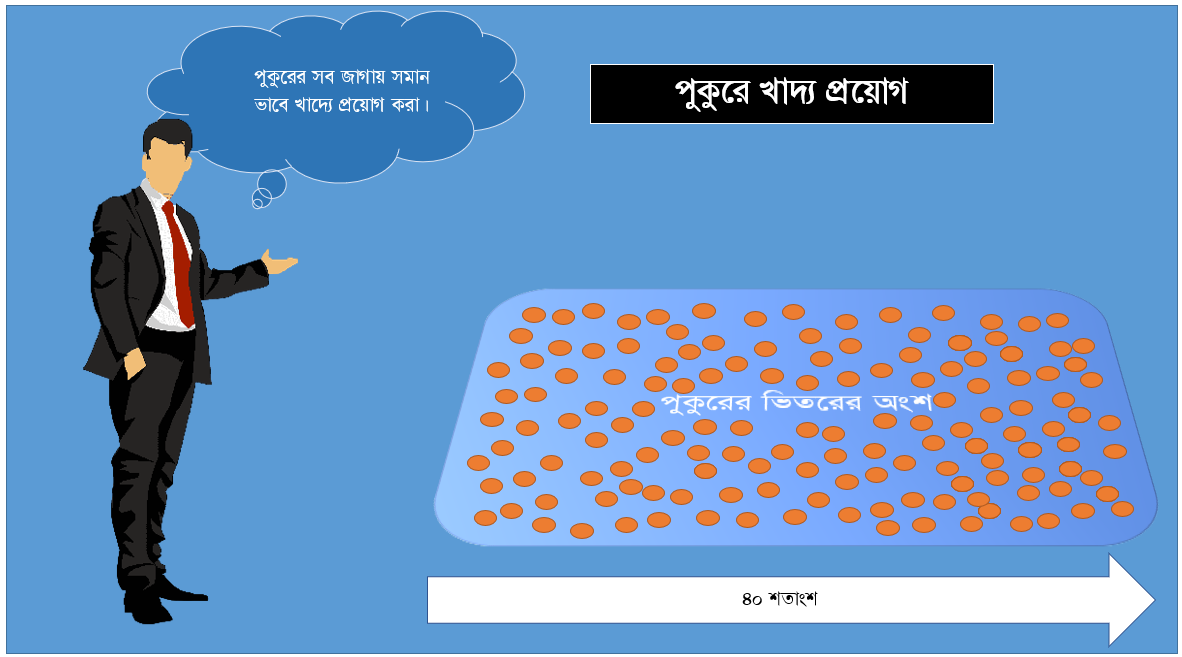 পুকুরের সব জাগায় সমান
ভাবে খাদ্যে প্রয়োগ করা।
পুকুরে খাদ্য প্রয়োগ
পুকুরের ভিতরের অংশ
৪০ শতাংশ